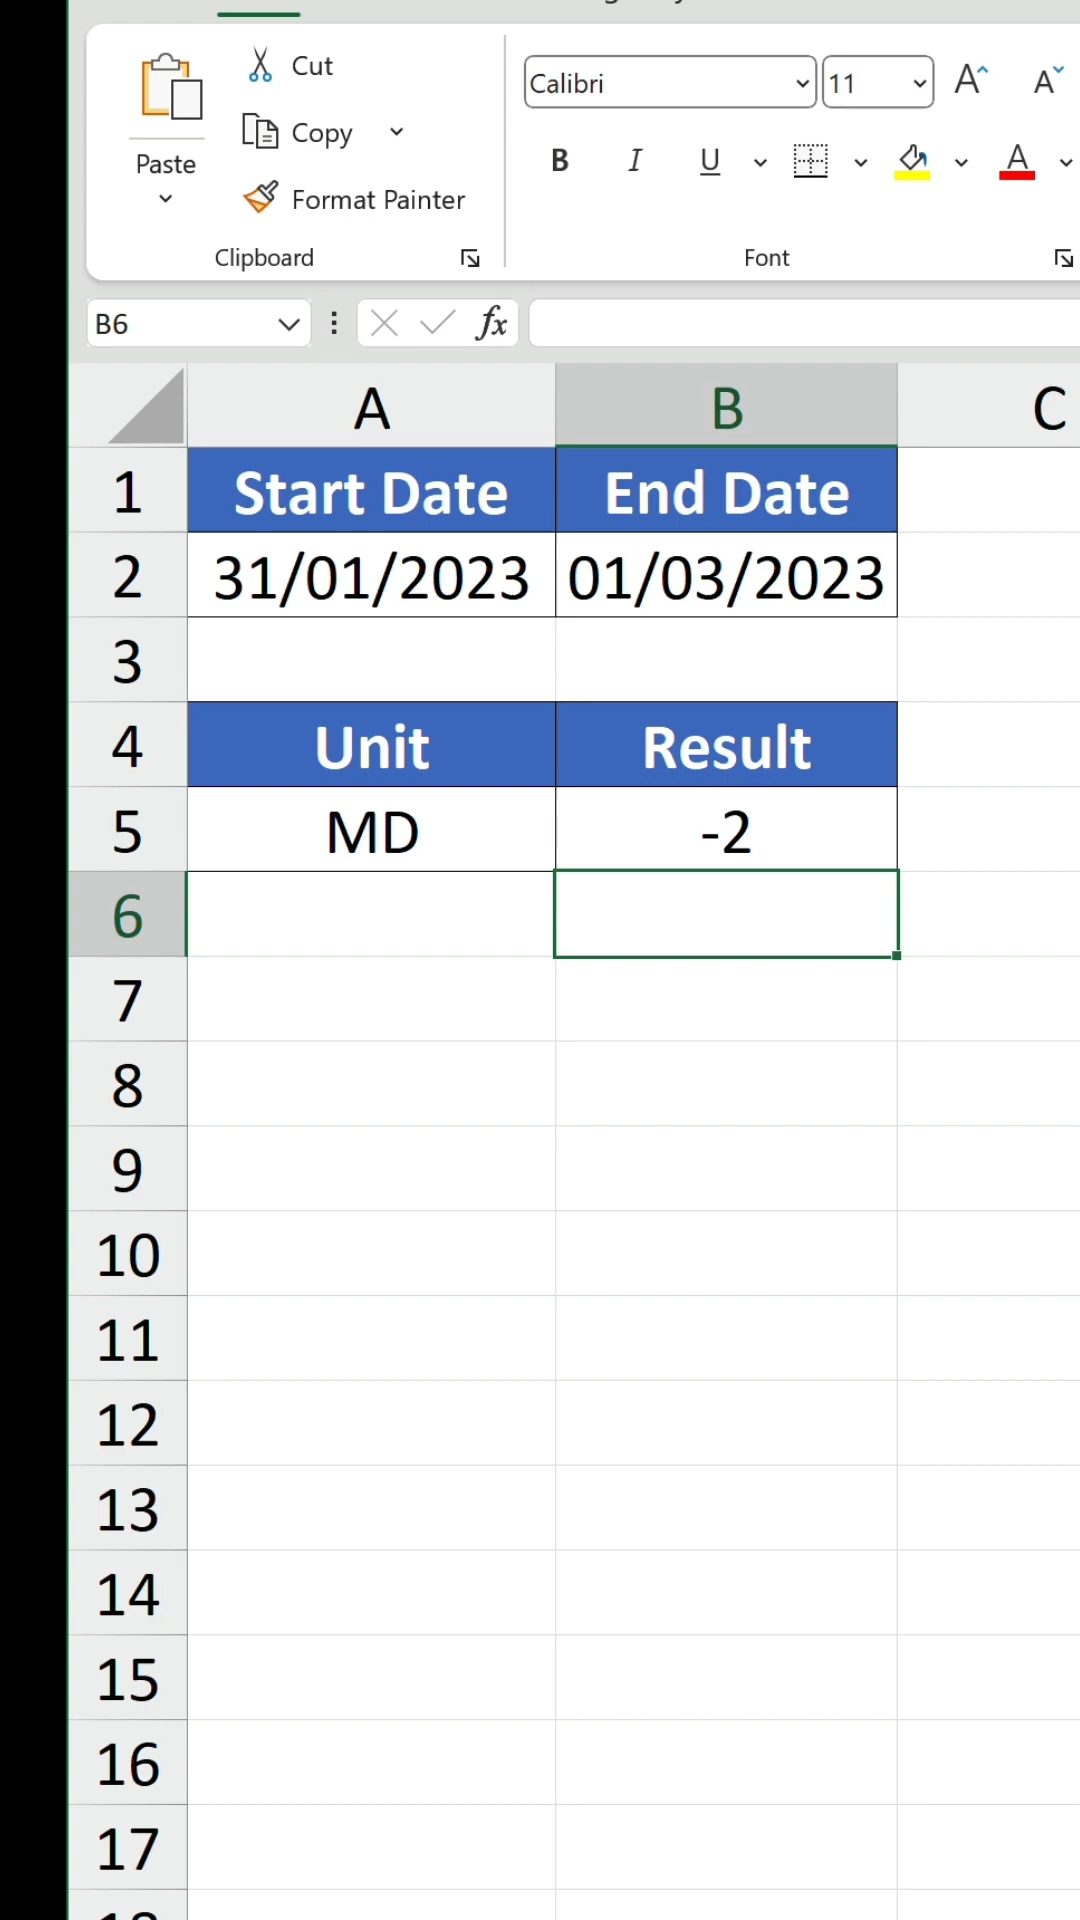 Cut
Calibri 11 A A
Copy
Paste
B I U A
Format Painter
Clipboard Font
B6 fx
A B C
1 Start Date End Date
2 31/01/2023 01/03/2023
3
4 Unit Result
5 MD -2
6
7
8
9
10
11
12
13
14
15
16
17